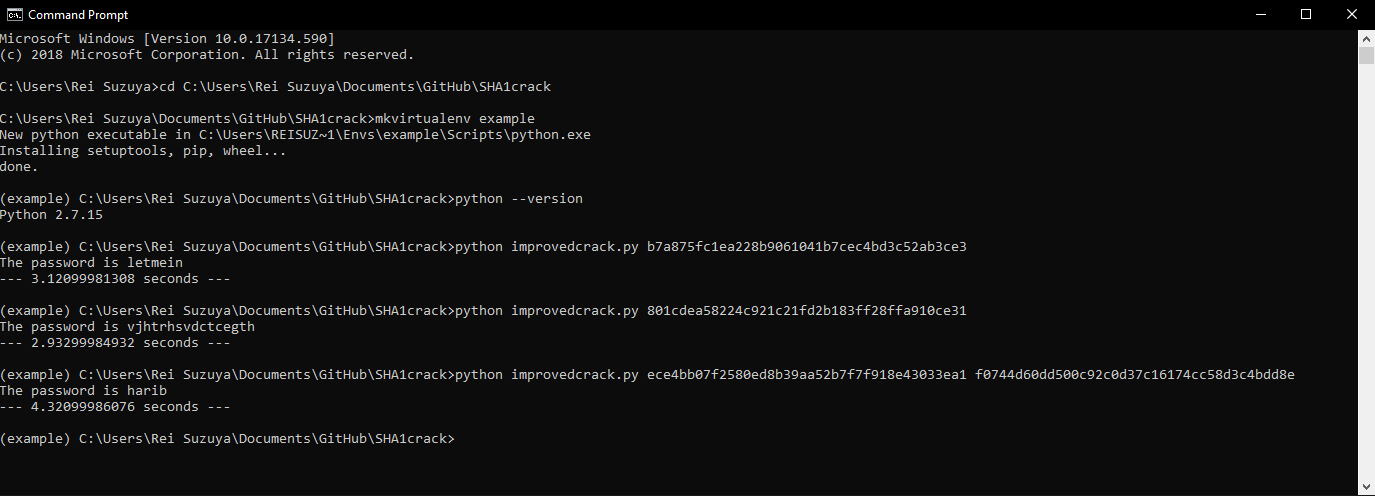 Command Prompt
Microsoft Windows [Version 10.0.17134.590]
(c) 2018 Microsoft Corporation. All rights reserved.
C:\Users\Rei Suzuya>cd C:\Users\Rei Suzuya\Documents\GitHub\SHA1crack
C:\Users\Rei Suzuya\Documents\GitHub\SHA1crack>mkvirtualenv example
New python executable in C:\Users\REISUZ~1\Envs\example\Scripts\python.exe
Installing setuptools, pip, wheel...
done.
(example) C:\Users\Rei Suzuya\Documents\GitHub\SHA1crack>python --version
Python 2.7.15
(example) C:\Users\Rei Suzuya\Documents\GitHub\SHA1crack>python improvedcrack.py b7a875fc1ea228b9061041b7cec4bd3c52ab3ce3
The password is letmein
--- 3.12099981308 seconds ---
(example) C:\Users\Rei Suzuya\Documents\GitHub\SHA1crack>python improvedcrack.py 801cdea58224c921c21fd2b183ff28ffa910ce31
The password is vjhtrhsvdctcegth
--- 2.93299984932 seconds ---
(example) C:\Users\Rei Suzuya\Documents\GitHub\SHA1crack>python improvedcrack.py ece4bb07f2580ed8b39aa52b7f7f918e43033ea1 f0744d60dd500c92c0d37c16174cc58d3c4bdd8e
The password is harib
--- 4.32099986076 seconds ---
(example) C:\Users\Rei Suzuya\Documents\GitHub\SHA1crack>